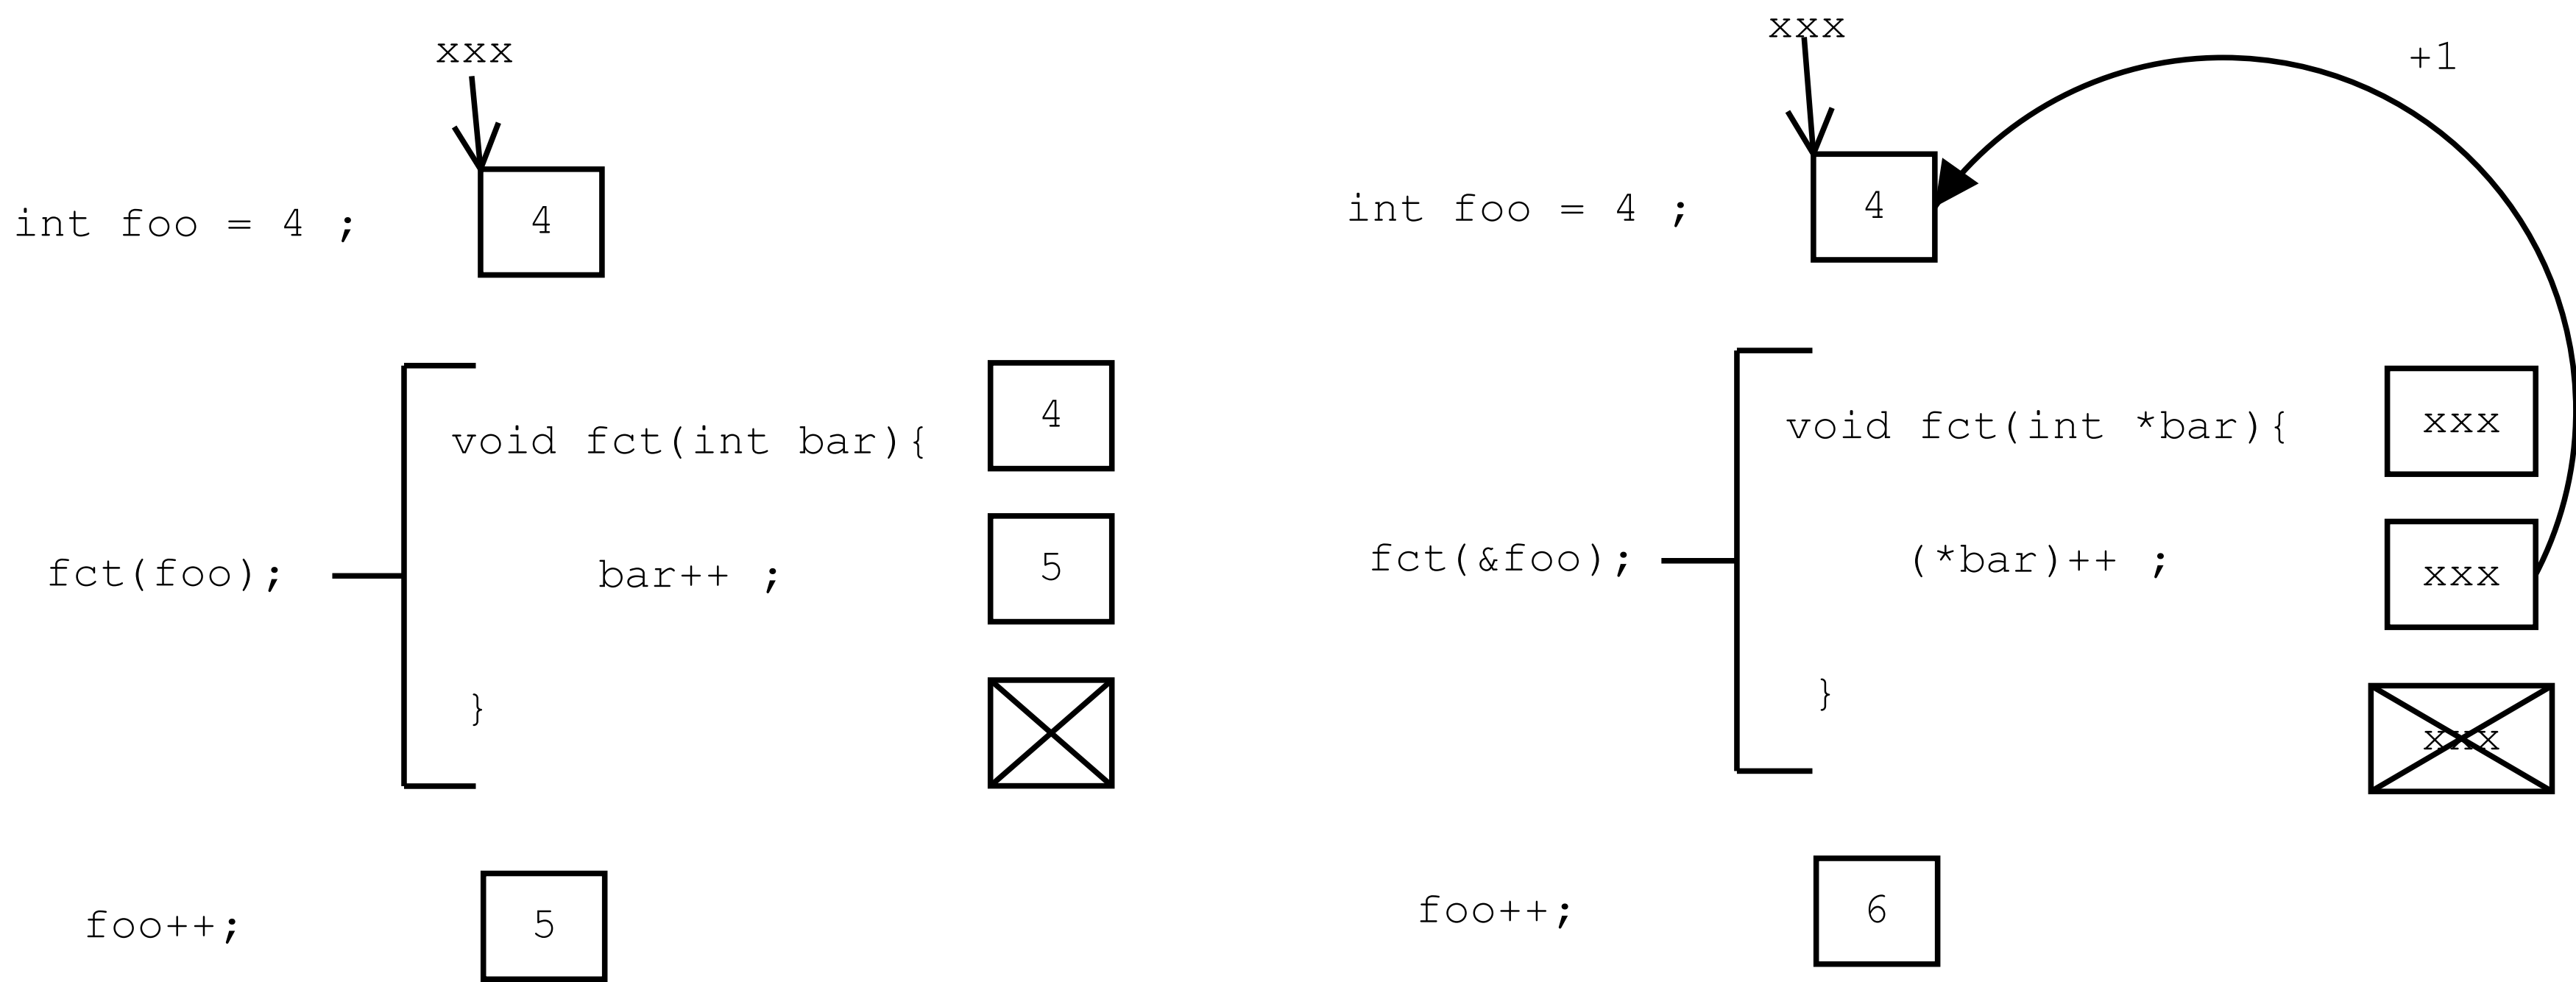 xxx
int foo = 4 ;
4
4
void fct(int bar){
fct(foo);
bar++ ;
5
}
foo++;
5
xxx
+1
int foo = 4 ;
4
void fct(int *bar){
xxx
fct(&foo);
(*bar)++ ;
xxx
}
xxx
foo++;
6